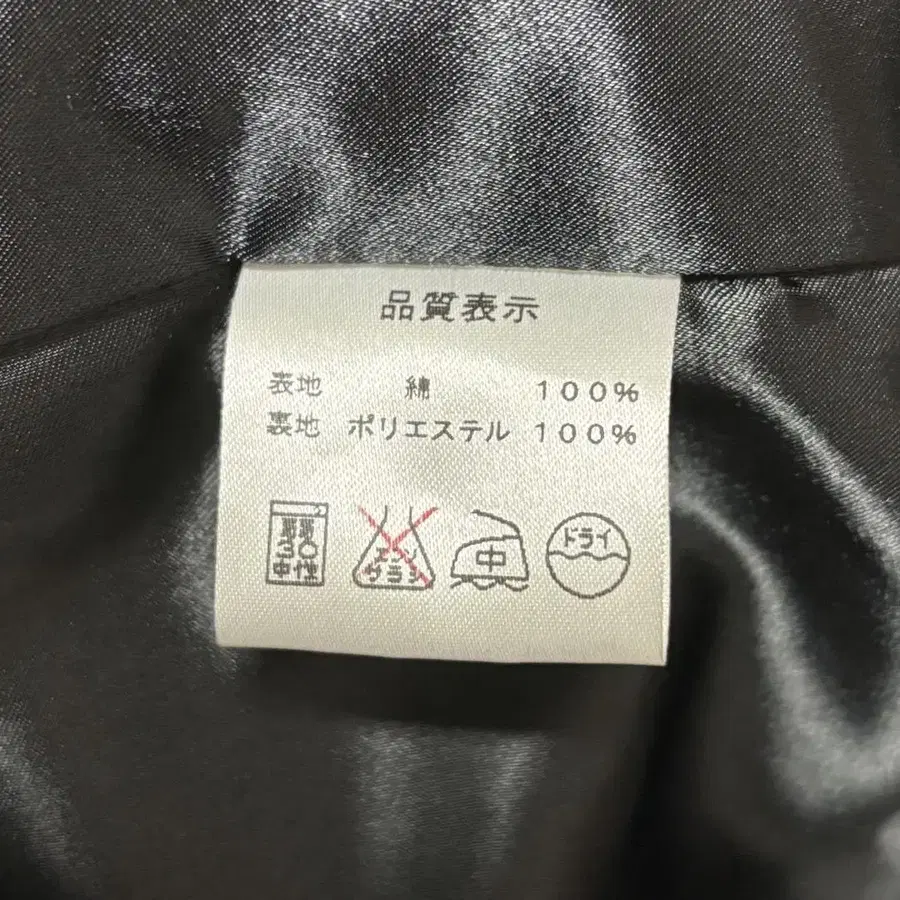 品質表示
表地 綿 100%
裏地 ポリエステル 100%
弱 30 中性
エンソ サラシ
中
ドライ